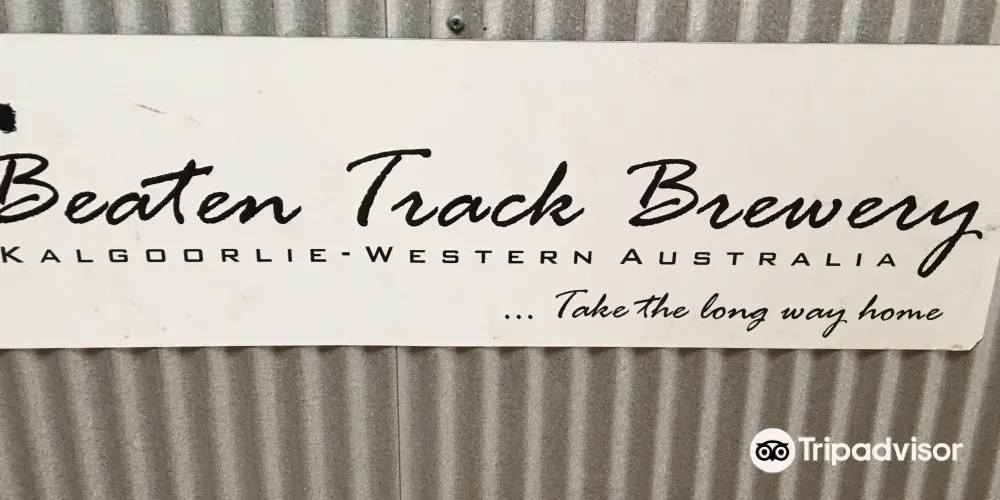 Beaten Track Brewery
KALGOORLIE-WESTERN AUSTRALIA
... Take the long way home
Tripadvisor